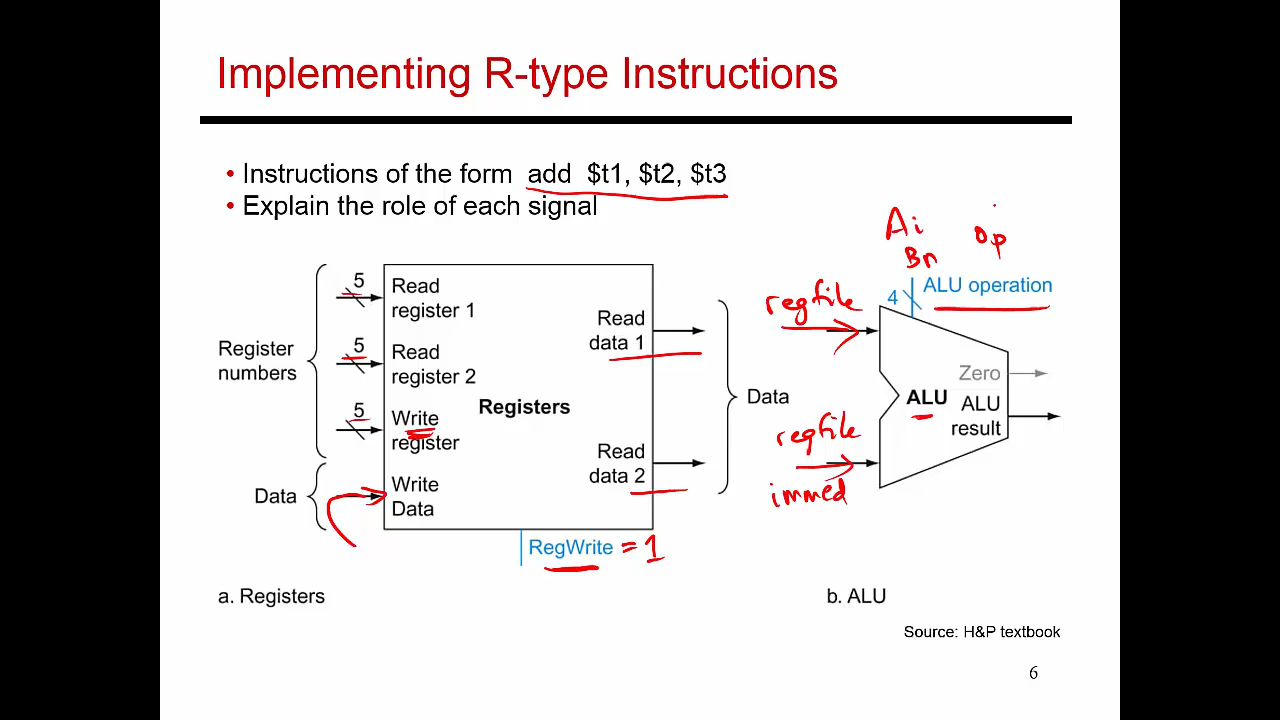 Implementing R-type Instructions
• Instructions of the form add $t1, $t2, $t3
• Explain the role of each signal
Ai
Bn
op
Register numbers
5
5
5
Data
Read register 1
Read register 2
Write register
Write Data
Registers
Read data 1
Read data 2
RegWrite = 1
Data
regfile
regfile
immed
4
ALU operation
Zero
ALU
ALU result
a. Registers
b. ALU
Source: H&P textbook
6